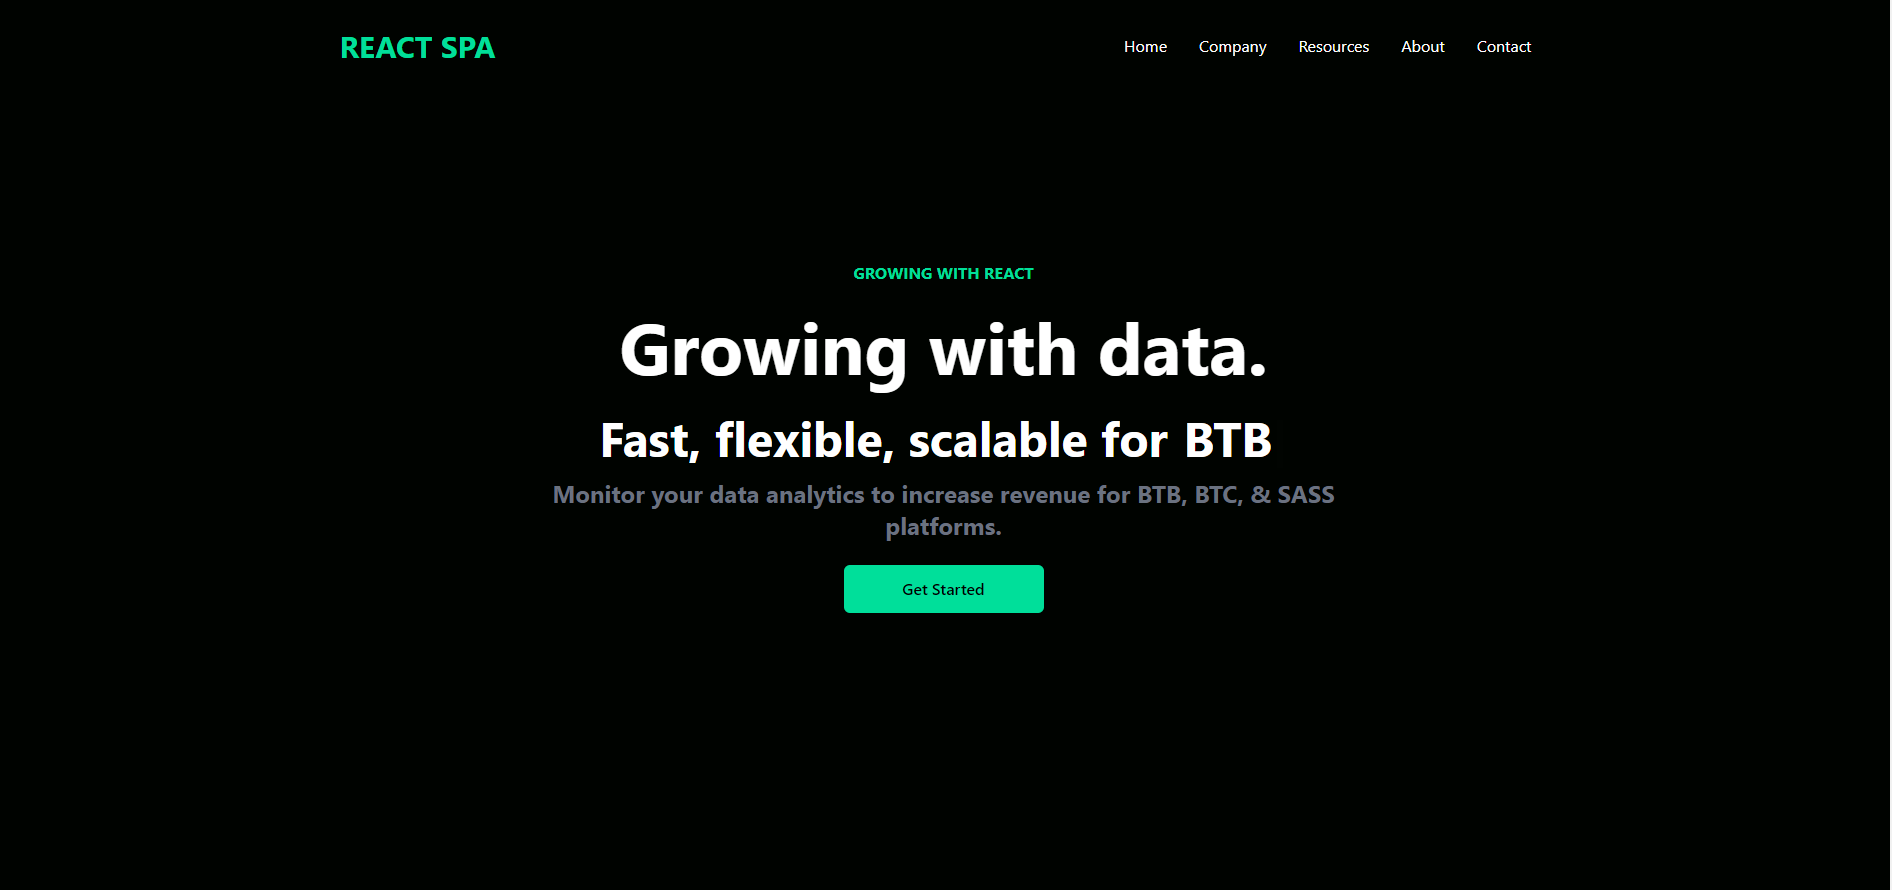 REACT SPA
Home Company Resources About Contact
GROWING WITH REACT
Growing with data.
Fast, flexible, scalable for BTB
Monitor your data analytics to increase revenue for BTB, BTC, & SASS
platforms.
Get Started